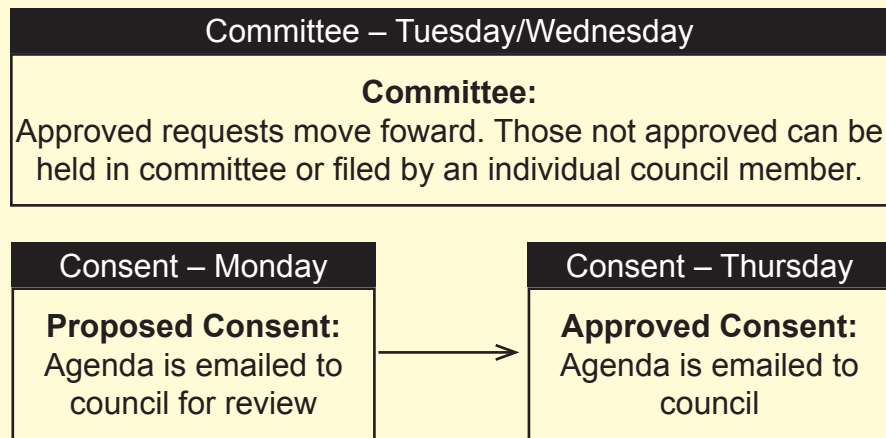 Committee – Tuesday/Wednesday
Committee:
Approved requests move foward. Those not approved can be
held in committee or filed by an individual council member.
Consent – Monday
Proposed Consent:
Agenda is emailed to
council for review
Consent – Thursday
Approved Consent:
Agenda is emailed to
council